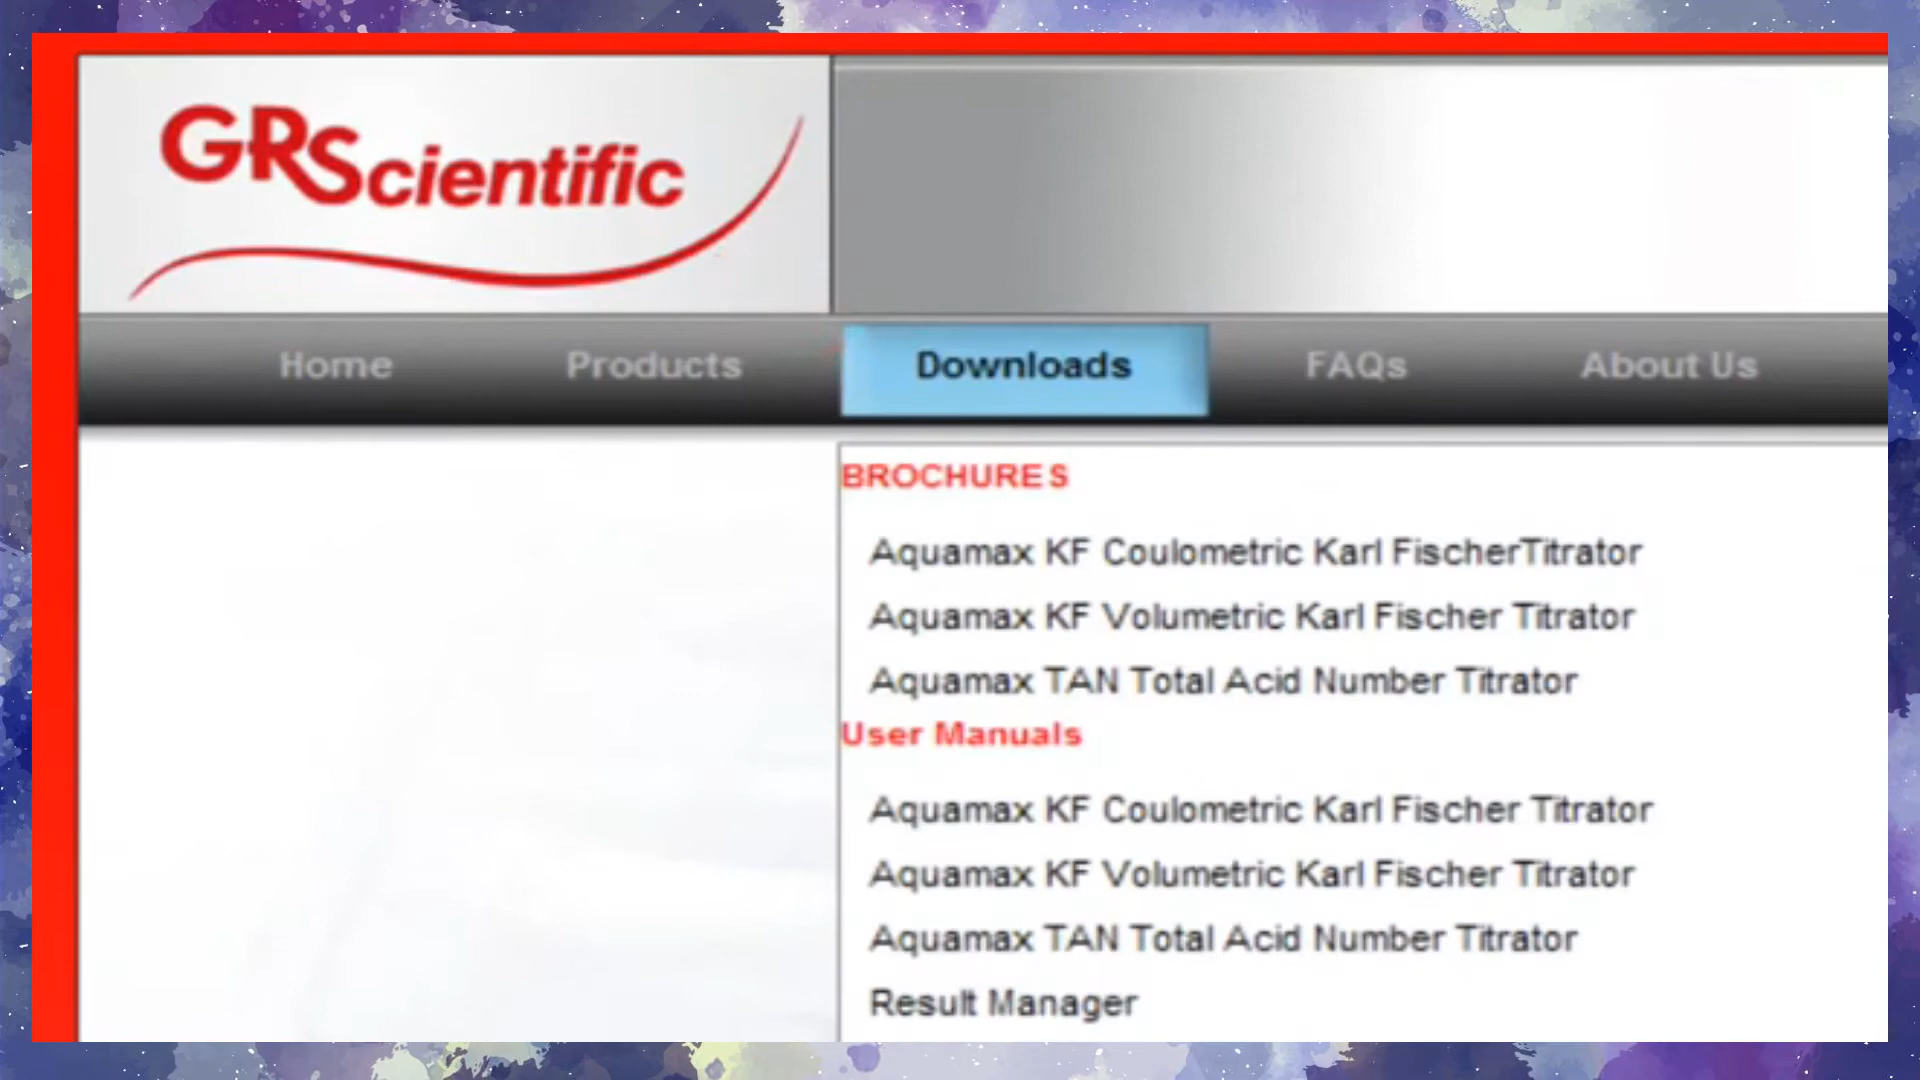 GRScientific
Home Products Downloads FAQs About Us
BROCHURES
Aquamax KF Coulometric Karl FischerTitrator
Aquamax KF Volumetric Karl Fischer Titrator
Aquamax TAN Total Acid Number Titrator
User Manuals
Aquamax KF Coulometric Karl Fischer Titrator
Aquamax KF Volumetric Karl Fischer Titrator
Aquamax TAN Total Acid Number Titrator
Result Manager